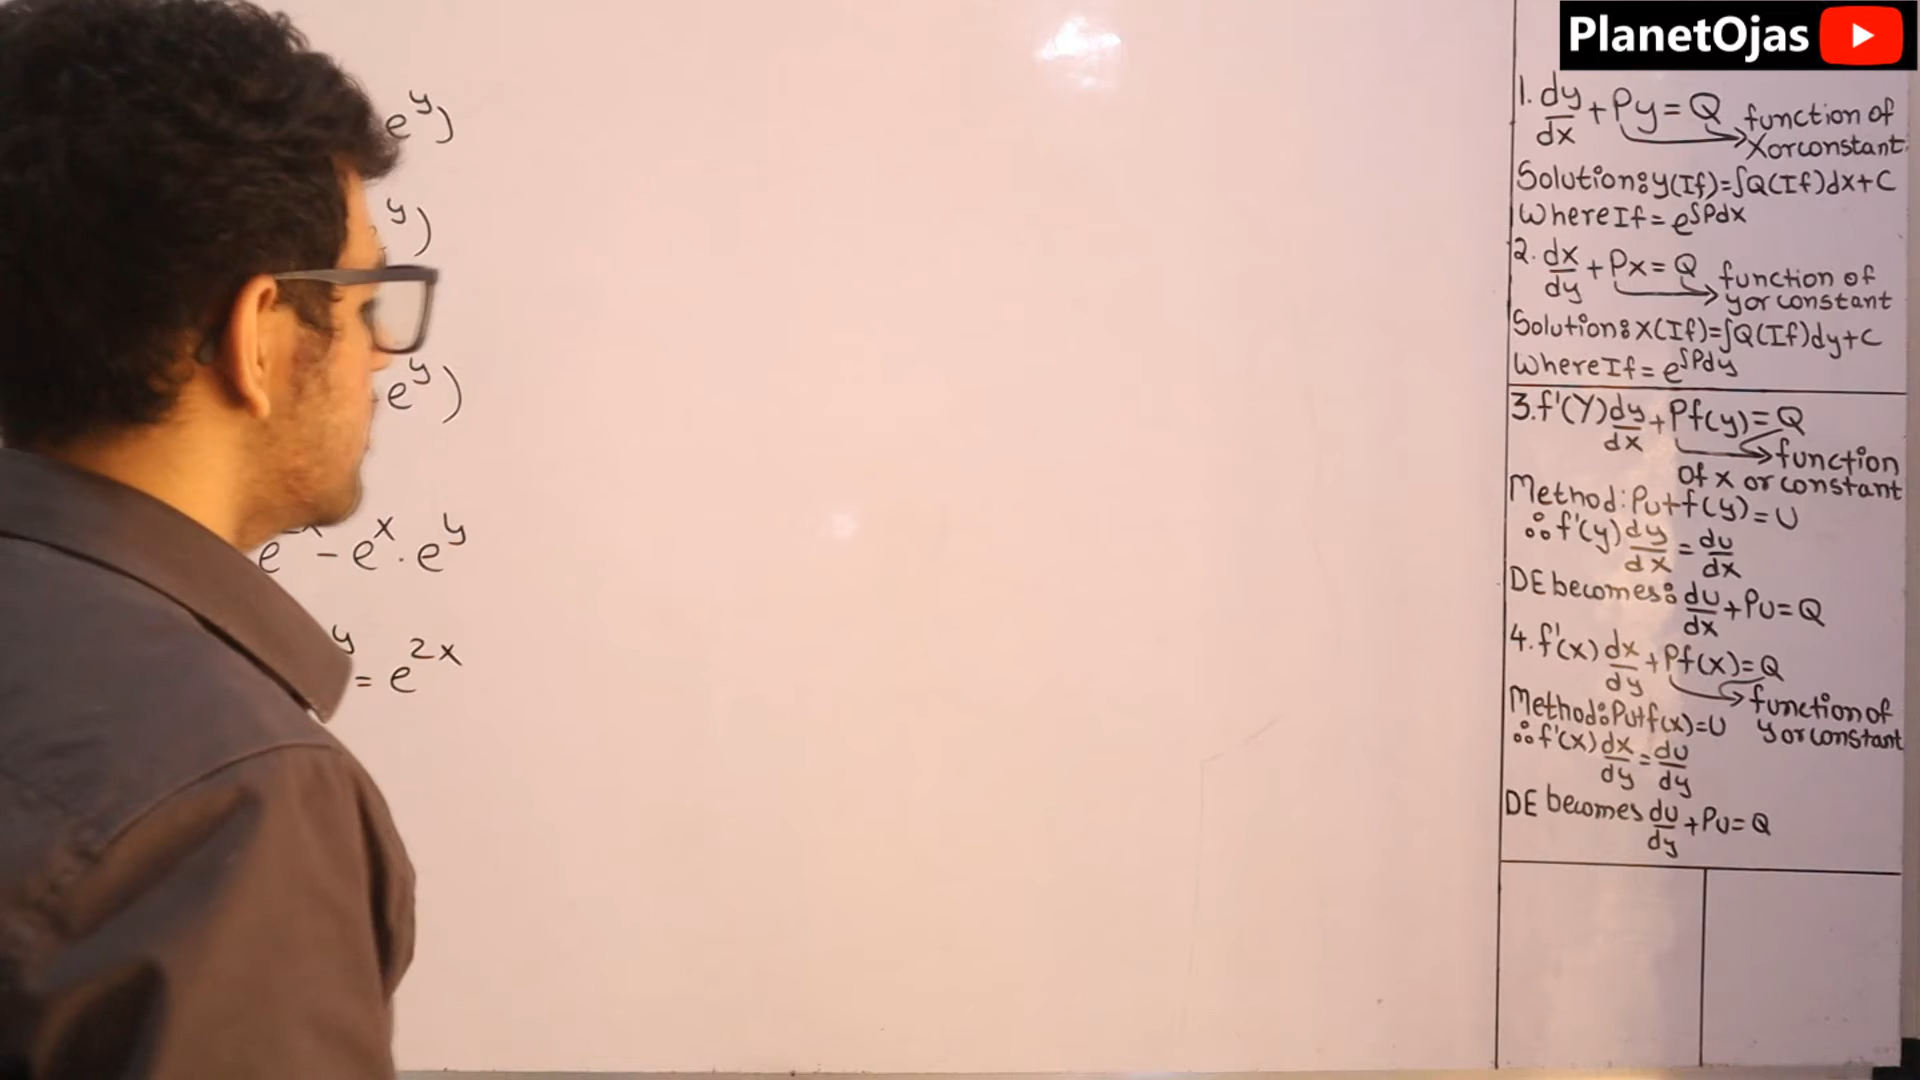 PlanetOjas
e^y)
y)
e^y)
e^2x - e^x . e^y
y
= e^2x
1. dy/dx + Py = Q function of
x or constant.
Solution: y(If) = ∫Q(If)dx + C
Where If = e^∫Pdx
2. dx/dy + Px = Q function of
y or constant
Solution: x(If) = ∫Q(If)dy + C
Where If = e^∫Pdy
3. f'(Y)dy/dx + Pf(y) = Q
function
of x or constant
Method: Put f(y) = U
∴ f'(y)dy/dx = du/dx
DE becomes: du/dx + PU = Q
4. f'(x)dx/dy + Pf(x) = Q
function of
y or constant
Method: Put f(x) = U
∴ f'(x)dx/dy = du/dy
DE becomes du/dy + PU = Q